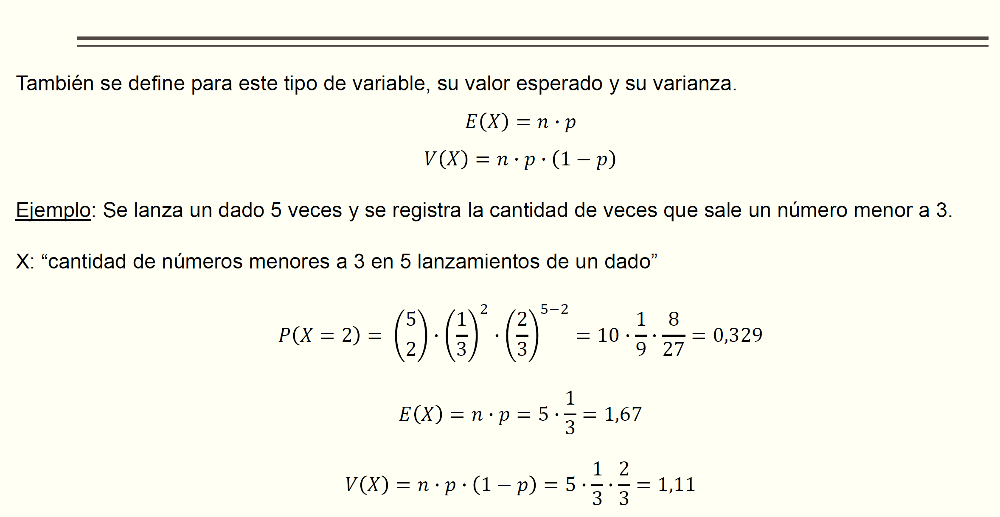 También se define para este tipo de variable, su valor esperado y su varianza.
E(X) = n · p
V(X) = n · p · (1 − p)
Ejemplo: Se lanza un dado 5 veces y se registra la cantidad de veces que sale un número menor a 3.
X: “cantidad de números menores a 3 en 5 lanzamientos de un dado”
$P(X = 2) = \binom{5}{2} \cdot \left(\frac{1}{3}\right)^{2} \cdot \left(\frac{2}{3}\right)^{5-2} = 10 \cdot \frac{1}{9} \cdot \frac{8}{27} = 0,329$
$E(X) = n \cdot p = 5 \cdot \frac{1}{3} = 1,67$
$V(X) = n \cdot p \cdot (1 - p) = 5 \cdot \frac{1}{3} \cdot \frac{2}{3} = 1,11$